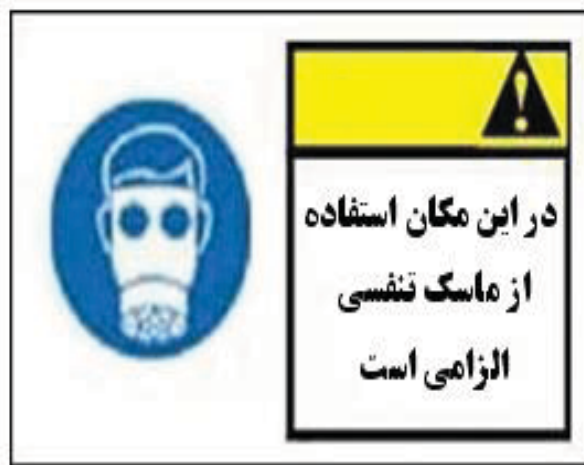 در این مکان استفاده
از ماسک تنفسی
الزامی است